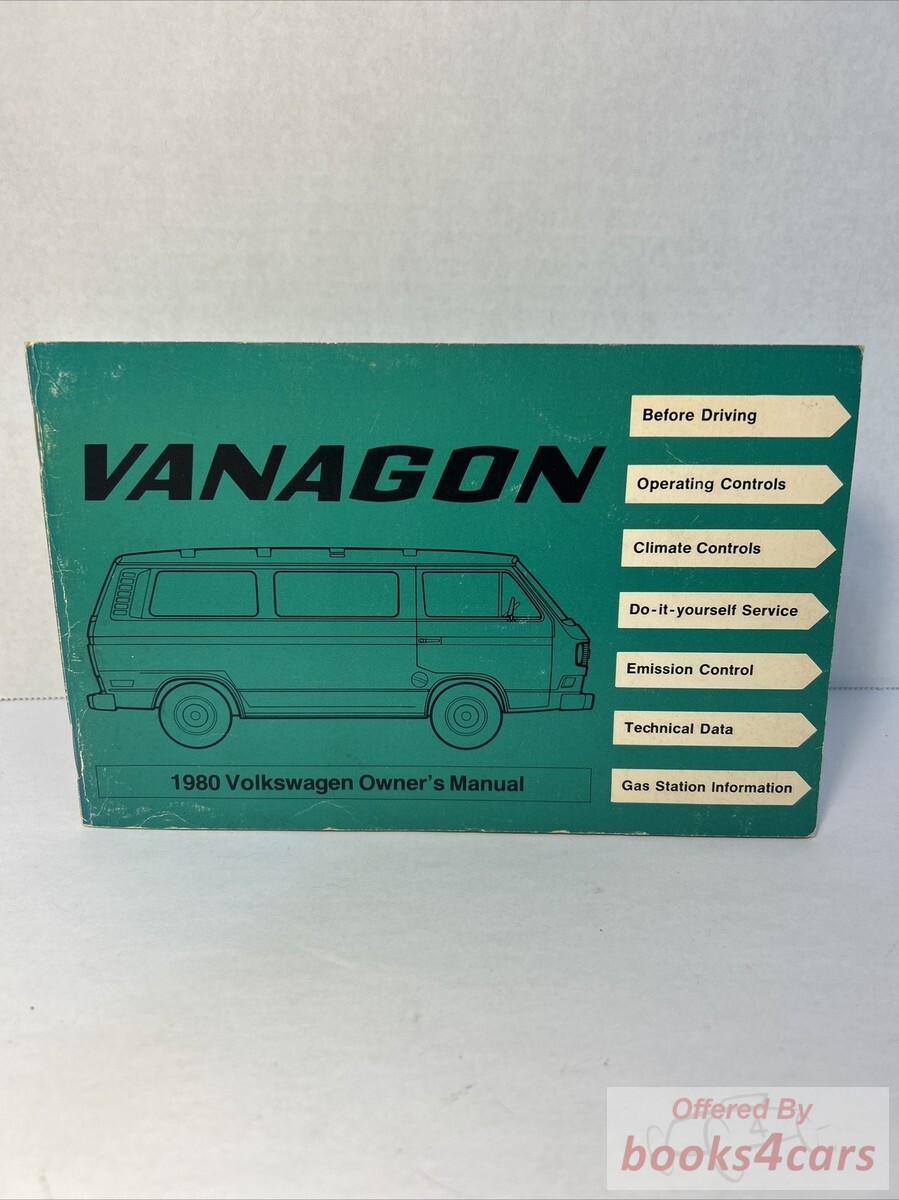 VANAGON
1980 Volkswagen Owner's Manual
Before Driving
Operating Controls
Climate Controls
Do-it-yourself Service
Emission Control
Technical Data
Gas Station Information
Offered By
books4cars